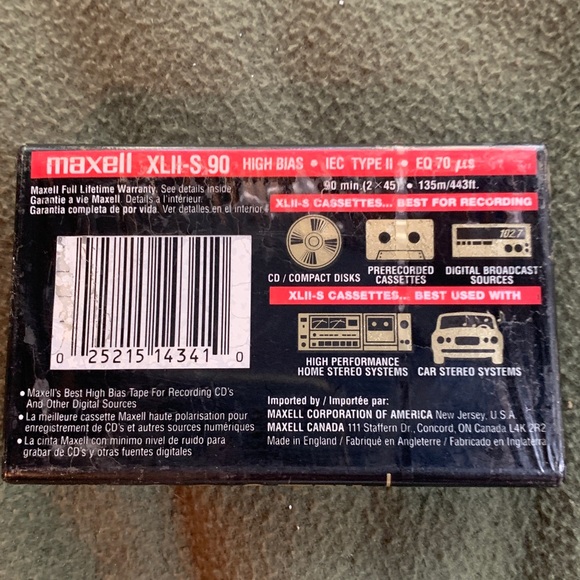 maxell XLII-S 90 HIGH BIAS • IEC TYPE II • EQ 70 µs
90 min. (2 x 45) • 135m/443ft.
Maxell Full Lifetime Warranty. See details inside
Garantie a vie Maxell. Details a l'interieur.
Garantia completa de por vida. Ver detalles en el interior
XLII-S CASSETTES... BEST FOR RECORDING
102.7
CD / COMPACT DISKS
PRERECORDED
CASSETTES
DIGITAL BROADCAST
SOURCES
XLII-S CASSETTES... BEST USED WITH
HIGH PERFORMANCE
HOME STEREO SYSTEMS
CAR STEREO SYSTEMS
0 25215 14341 0
• Maxell's Best High Bias Tape For Recording CD's
And Other Digital Sources
• La meilleure cassette Maxell haute polarisation pour
enregistrement de CD's et autres sources numériques
• La cinta Maxell con minimo nivel de ruido para
grabar de CD's y otras fuentes digitales
Imported by / Importée par:
MAXELL CORPORATION OF AMERICA New Jersey, U.S.A
MAXELL CANADA 111 Staffern Dr., Concord, ON Canada L4K 2R2
Made in England / Fabriqué en Angleterre / Fabricado en Inglaterra